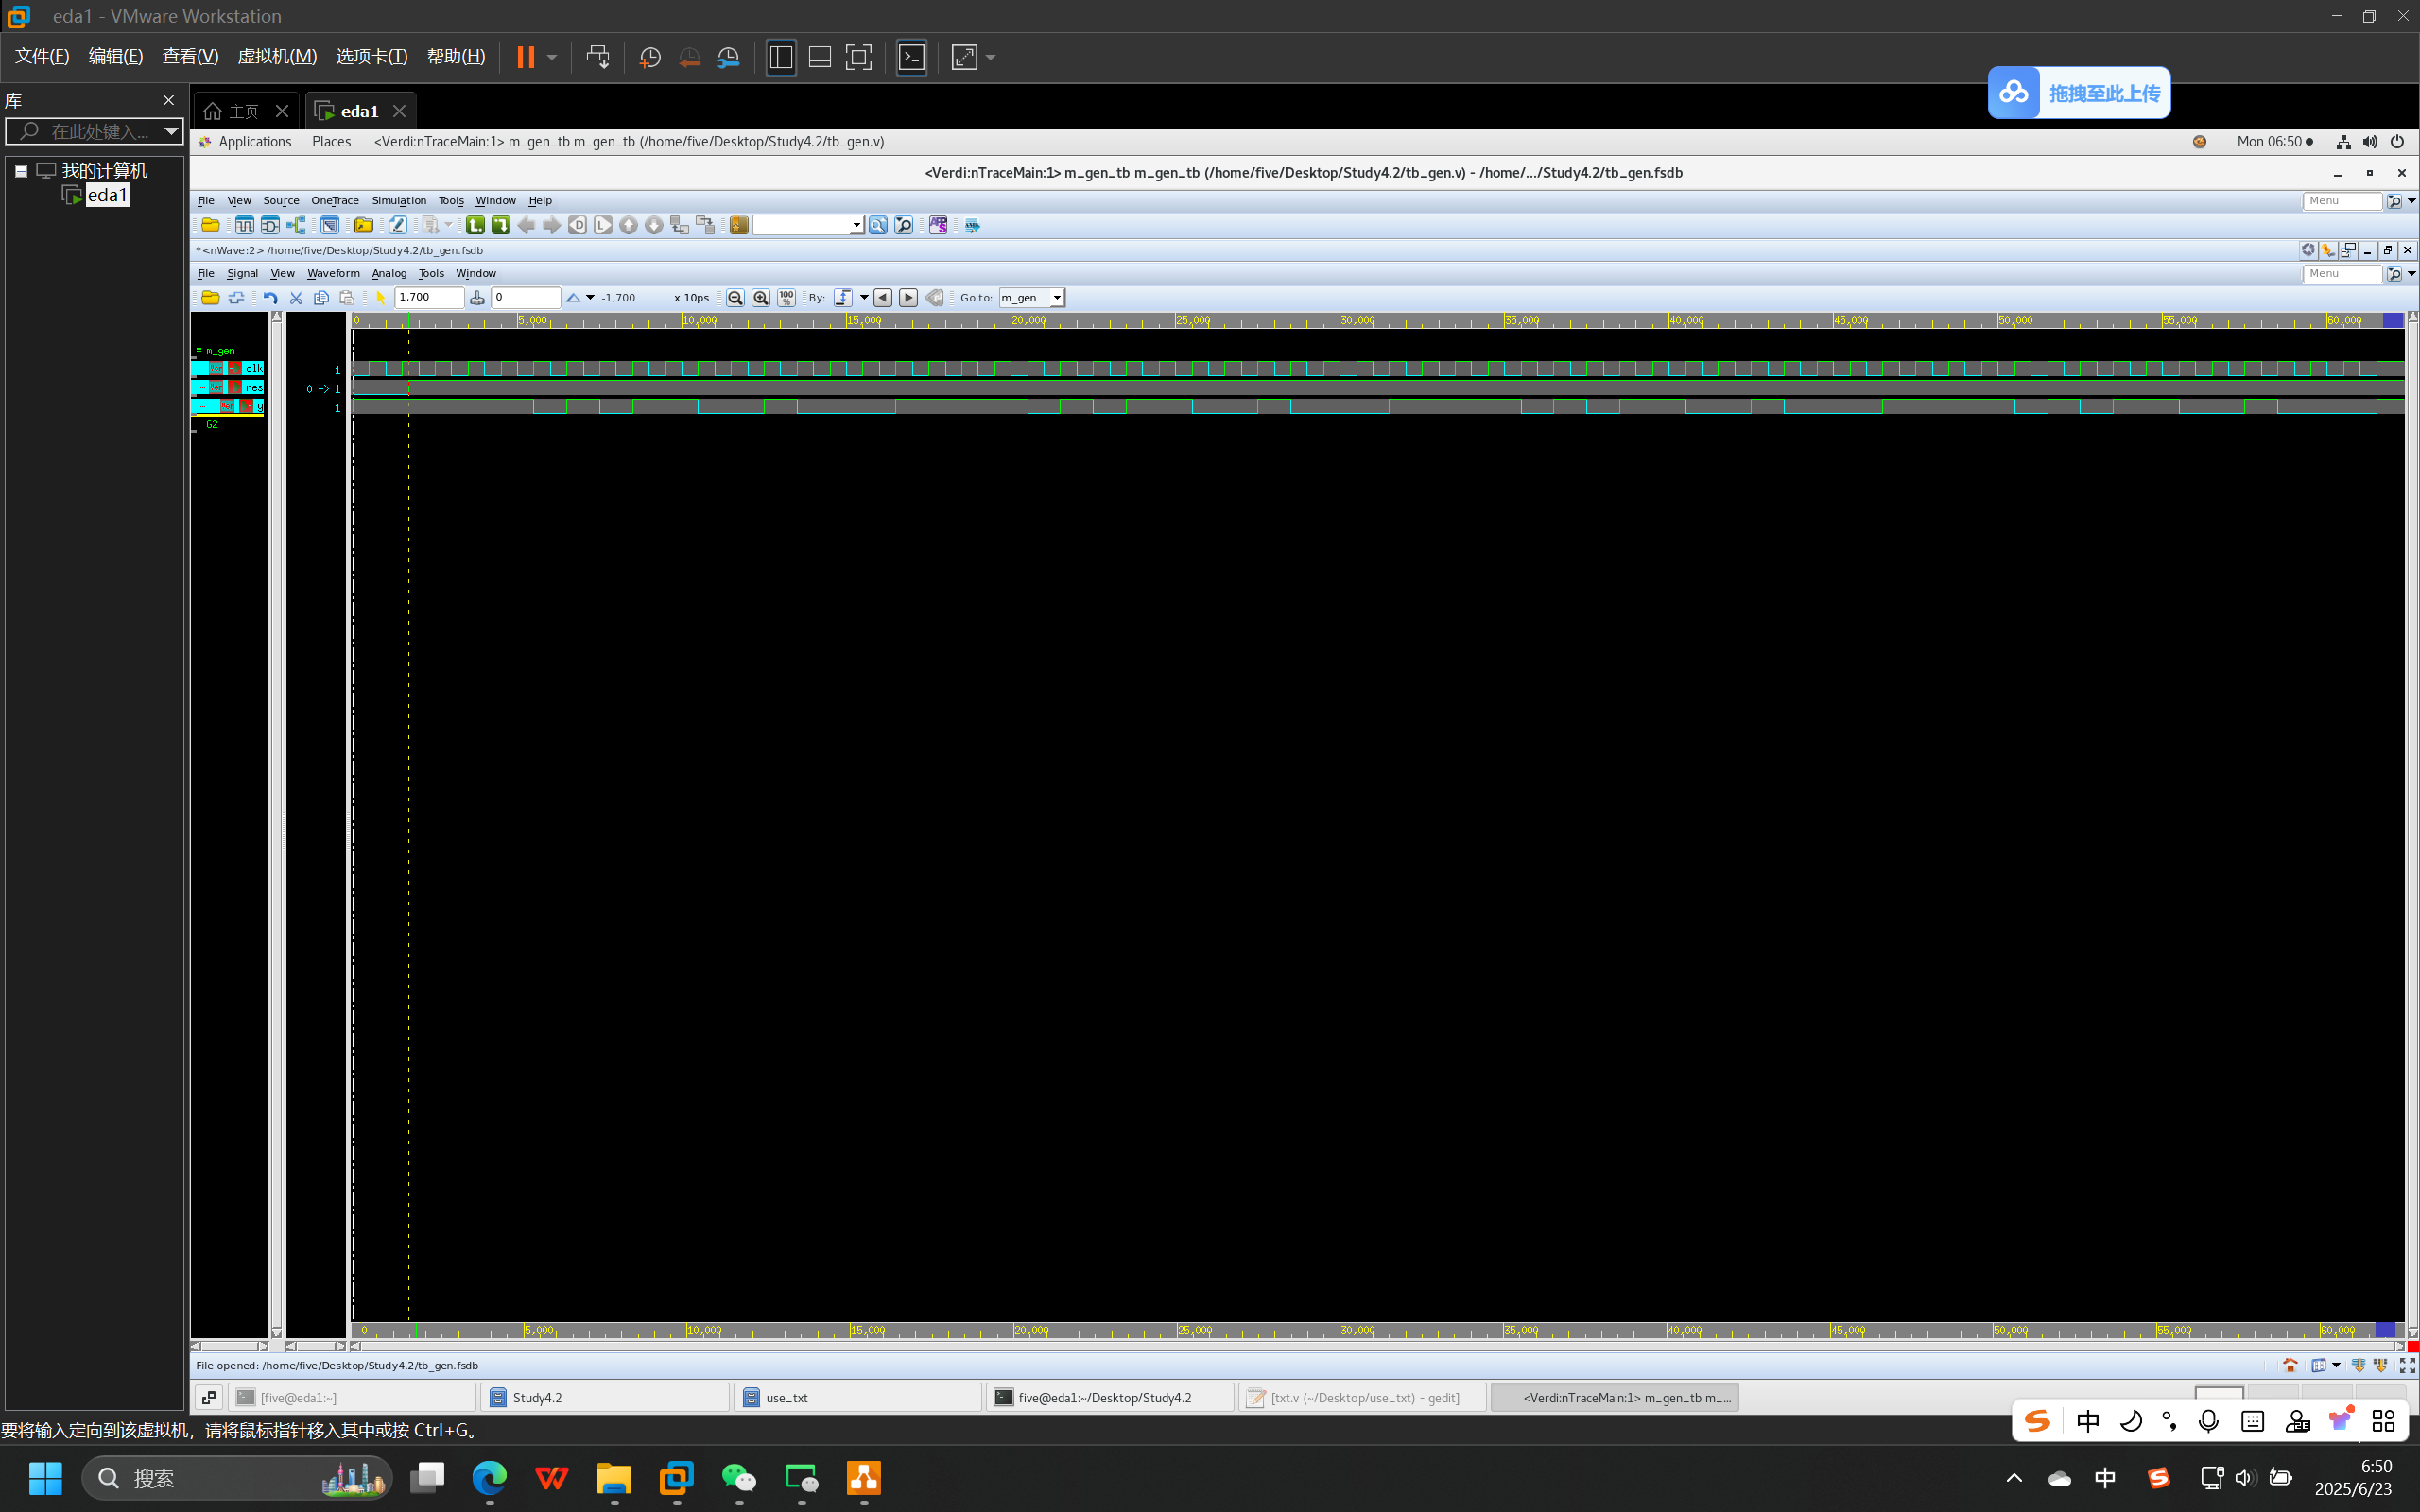 eda1 - VMware Workstation
文件(F) 编辑(E) 查看(V) 虚拟机(M) 选项卡(T) 帮助(H)
拖拽至此上传
库
主页
eda1
在此处键入...
Applications Places <Verdi:nTraceMain:1> m_gen_tb m_gen_tb (/home/five/Desktop/Study4.2/tb_gen.v)
Mon 06:50
我的计算机
eda1
<Verdi:nTraceMain:1> m_gen_tb m_gen_tb (/home/five/Desktop/Study4.2/tb_gen.v) - /home/.../Study4.2/tb_gen.fsdb
File View Source OneTrace Simulation Tools Window Help
Menu
*<nWave:2> /home/five/Desktop/Study4.2/tb_gen.fsdb
File Signal View Waveform Analog Tools Window
Menu
1,700
0
-1,700
x 10ps
100%
By:
Go to:
m_gen
0 5,000 10,000 15,000 20,000 25,000 30,000 35,000 40,000 45,000 50,000 55,000 60,000
m_gen
clk 1
res 0 -> 1
y 1
G2
0 5,000 10,000 15,000 20,000 25,000 30,000 35,000 40,000 45,000 50,000 55,000 60,000
File opened: /home/five/Desktop/Study4.2/tb_gen.fsdb
[five@eda1:~]
Study4.2
use_txt
five@eda1:~/Desktop/Study4.2
[txt.v (~/Desktop/use_txt) - gedit]
<Verdi:nTraceMain:1> m_gen_tb m_...
要将输入定向到该虚拟机，请将鼠标指针移入其中或按 Ctrl+G。
中
搜索
中
6:50
2025/6/23